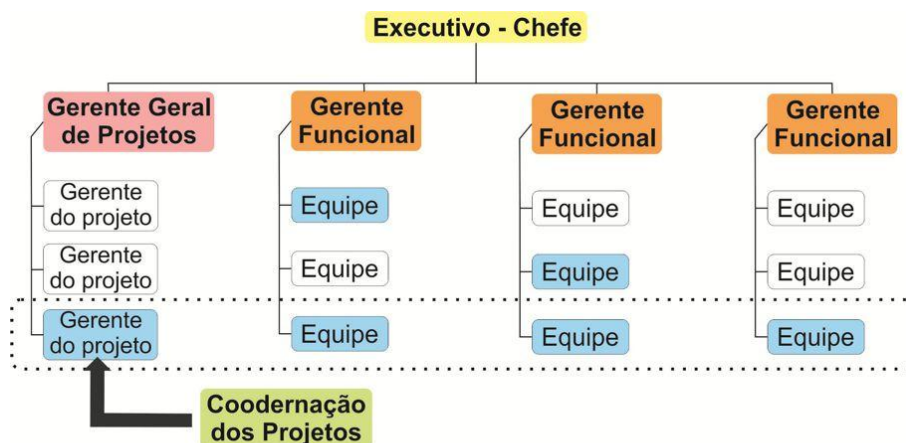 Executivo - Chefe
Gerente Geral
de Projetos
Gerente
Funcional
Gerente
Funcional
Gerente
Funcional
Gerente
do projeto
Equipe
Equipe
Equipe
Gerente
do projeto
Equipe
Equipe
Equipe
Gerente
do projeto
Equipe
Equipe
Equipe
Coodernação
dos Projetos